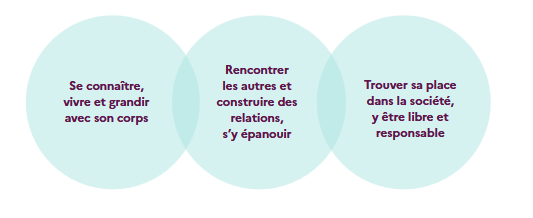 Se connaître,
vivre et grandir
avec son corps
Rencontrer
les autres et
construire des
relations,
s'y épanouir
Trouver sa place
dans la société,
y être libre et
responsable